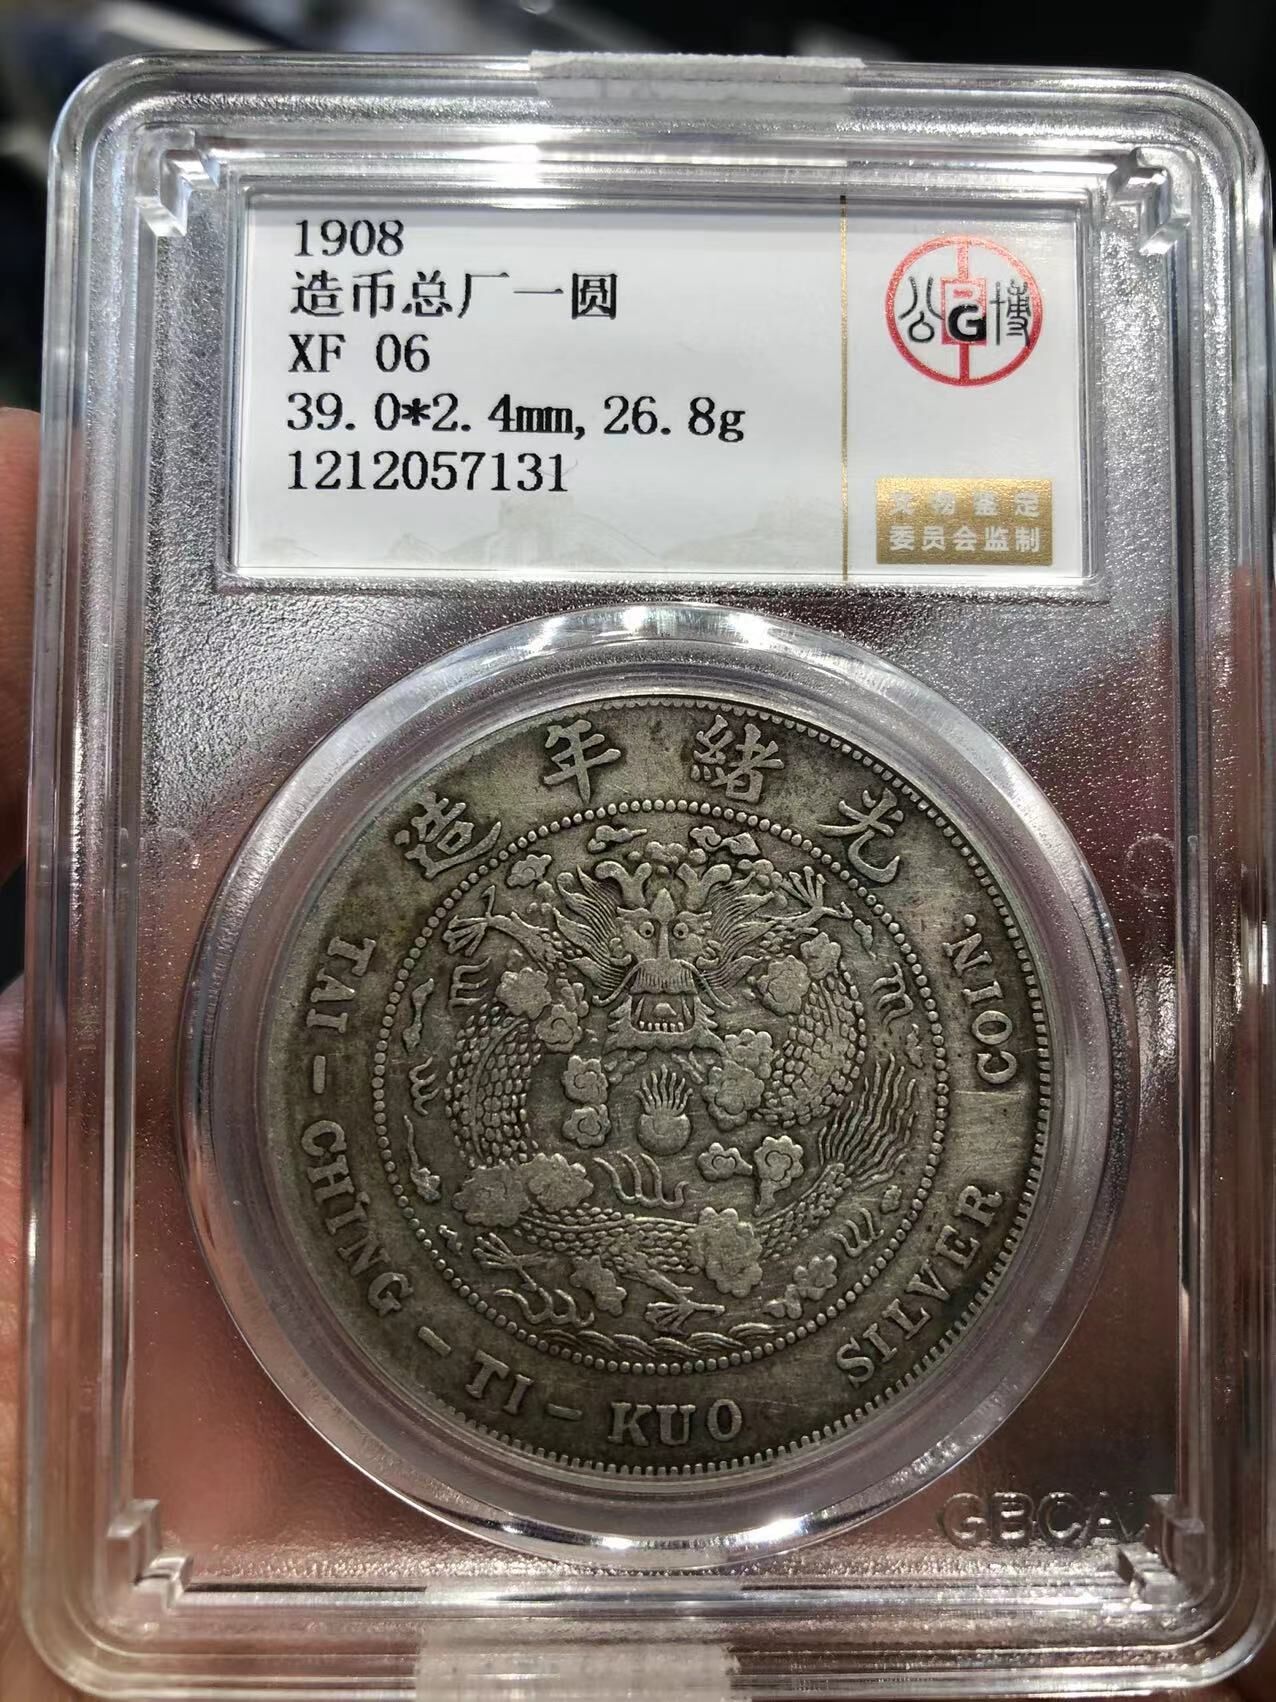 1908
造币总厂一圆
XF 06
39.0*2.4mm,26.8g
1212057131
公 G 博
文物鉴定
委员会监制
造年緒光
TAI-CHING-TI-KUO SILVER COIN.
GBCA